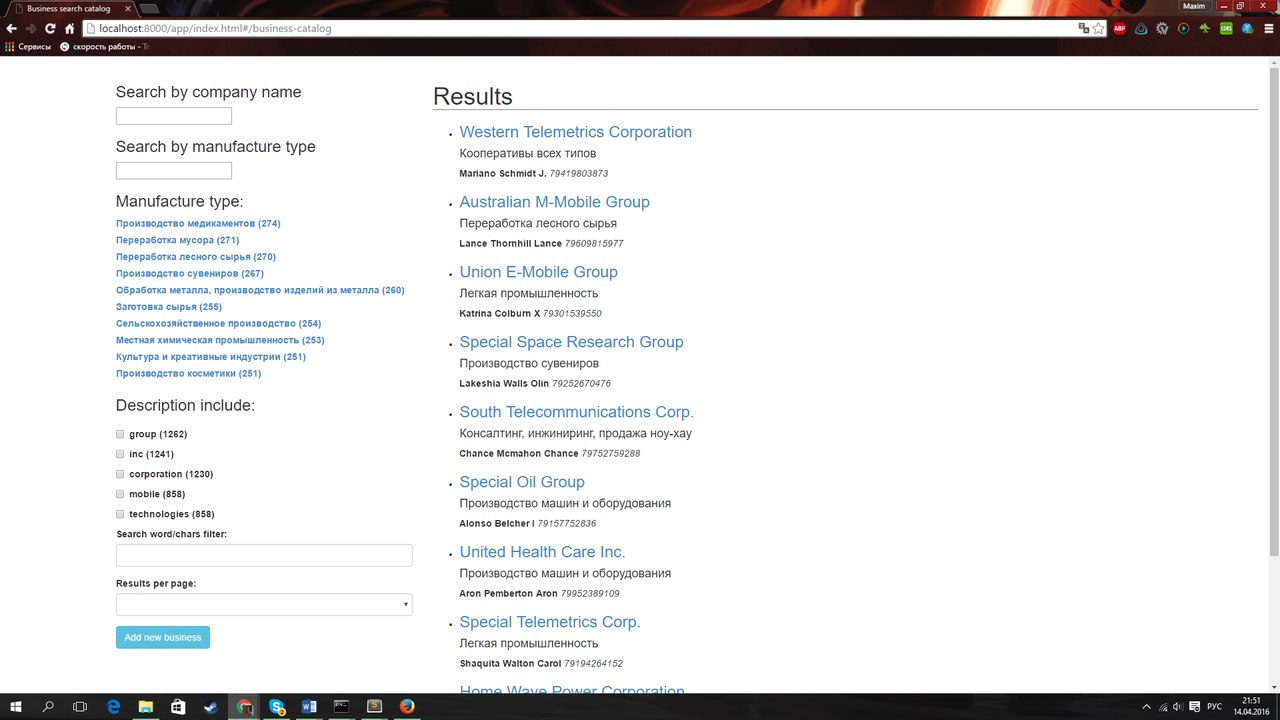 Business search catalog
Maxim
localhost:8000/app/index.html#/business-catalog
ABP
CORS
Сервисы
скорость работы - Tr
Search by company name
Search by manufacture type
Manufacture type:
Производство медикаментов (274)
Переработка мусора (271)
Переработка лесного сырья (270)
Производство сувениров (267)
Обработка металла, производство изделий из металла (260)
Заготовка сырья (255)
Сельскохозяйственное производство (254)
Местная химическая промышленность (253)
Культура и креативные индустрии (251)
Производство косметики (251)
Description include:
group (1262)
inc (1241)
corporation (1230)
mobile (858)
technologies (858)
Search word/chars filter:
Results per page:
Add new business
Results
Western Telemetrics Corporation
Кооперативы всех типов
Mariano Schmidt J. 79419803873
Australian M-Mobile Group
Переработка лесного сырья
Lance Thornhill Lance 79609815977
Union E-Mobile Group
Легкая промышленность
Katrina Colburn X 79301539550
Special Space Research Group
Производство сувениров
Lakeshia Walls Olin 79252670476
South Telecommunications Corp.
Консалтинг, инжиниринг, продажа ноу-хау
Chance Mcmahon Chance 79752759288
Special Oil Group
Производство машин и оборудования
Alonso Belcher I 79157752836
United Health Care Inc.
Производство машин и оборудования
Aron Pemberton Aron 79952389109
Special Telemetrics Corp.
Легкая промышленность
Shaquita Walton Carol 79194264152
Home Wave Power Corporation
РУС
21:51
14.04.2016